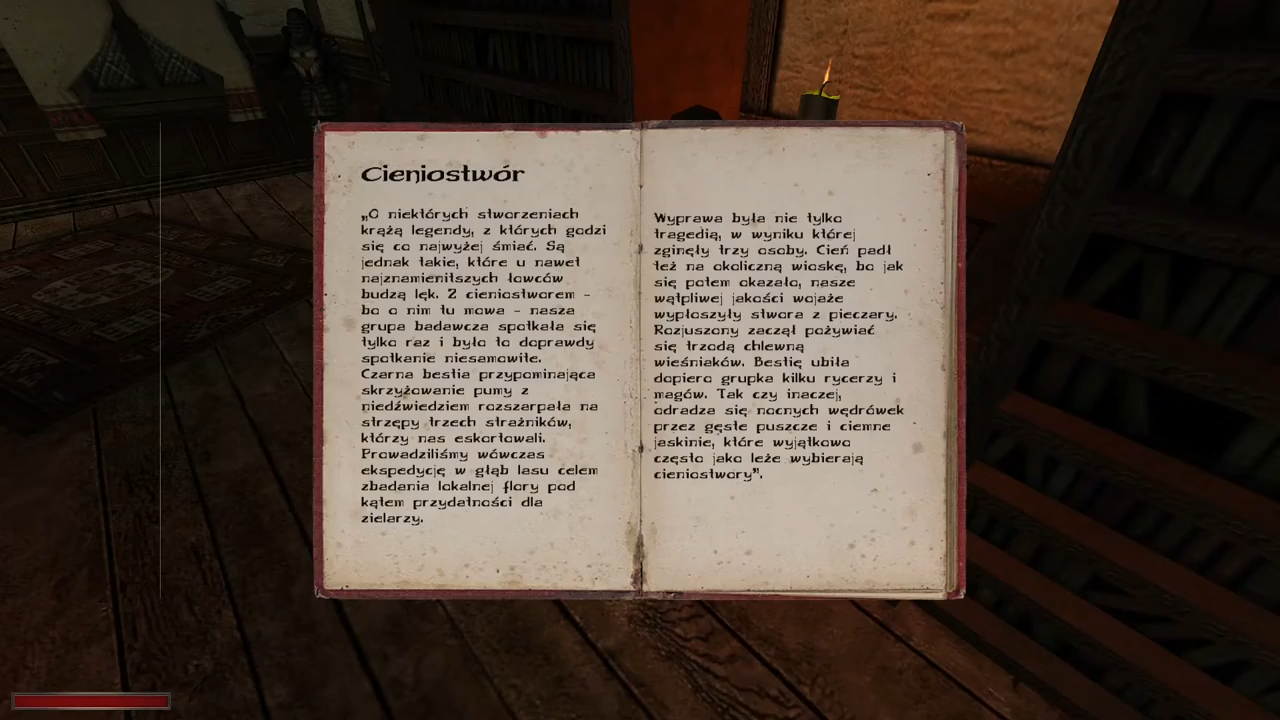 Cieniostwór
„O niektórych stworzeniach
krążą legendy, z których godzi
się co najwyżej śmiać. Są
jednak takie, które u nawet
najznamienitszych łowców
budzą lęk. Z cieniostworem -
bo o nim tu mowa - nasza
grupa badawcza spotkała się
tylko raz i było to doprawdy
spotkanie niesamowite.
Czarna bestia przypominająca
skrzyżowanie pumy z
niedźwiedziem rozszarpała na
strzępy trzech strażników,
którzy nas eskortowali.
Prowadziliśmy wówczas
ekspedycję w głąb lasu celem
zbadania lokalnej flory pod
kątem przydatności dla
zielarzy.
Wyprawa była nie tylko
tragedią, w wyniku której
zginęły trzy osoby. Cień padł
też na okoliczną wioskę, bo jak
się potem okazało, nasze
wątpliwej jakości wojaże
wypłoszyły stwora z pieczary.
Rozjuszony zaczął pożywiać
się trzodą chlewną
wieśniaków. Bestię ubiła
dopiero grupka kilku rycerzy i
magów. Tak czy inaczej,
odradza się nocnych wędrówek
przez gęste puszcze i ciemne
jaskinie, które wyjątkowo
często jako leże wybierają
cieniostwory”.